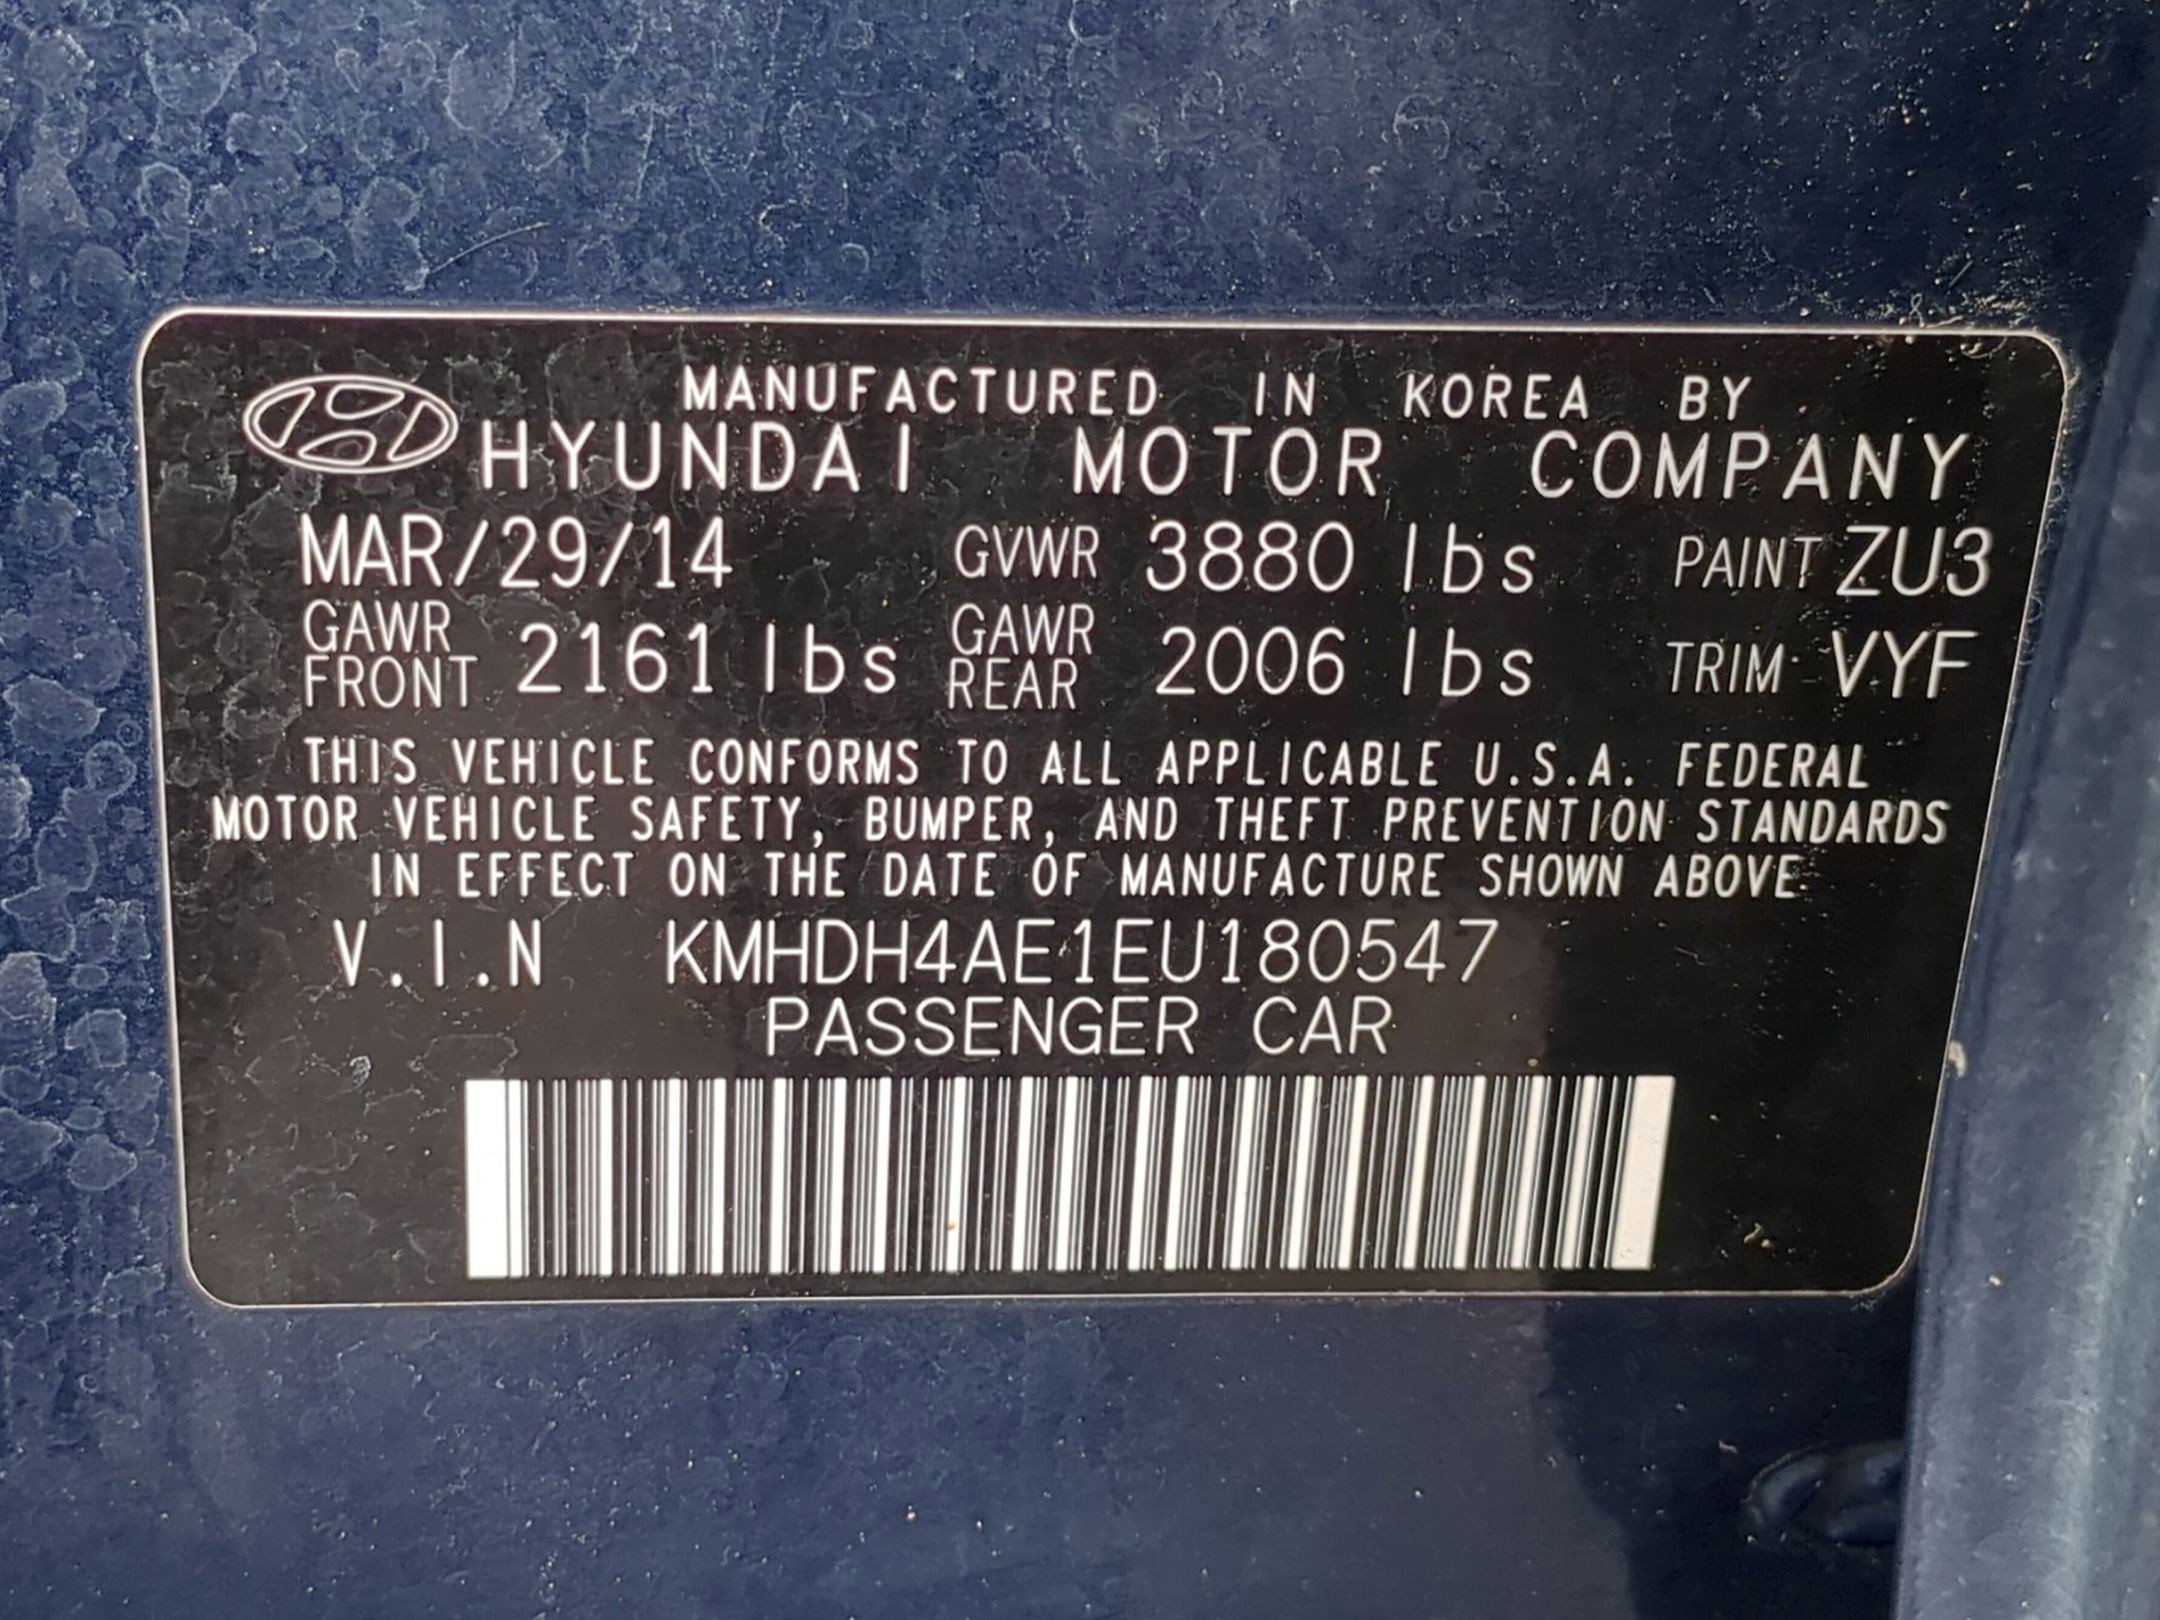 MANUFACTURED IN KOREA BY
HYUNDAI MOTOR COMPANY
MAR/29/14 GVWR 3880 lbs PAINT ZU3
GAWR FRONT 2161 lbs GAWR REAR 2006 lbs TRIM VYF
THIS VEHICLE CONFORMS TO ALL APPLICABLE U.S.A. FEDERAL
MOTOR VEHICLE SAFETY, BUMPER, AND THEFT PREVENTION STANDARDS
IN EFFECT ON THE DATE OF MANUFACTURE SHOWN ABOVE.
V.I.N KMHDH4AE1EU180547
PASSENGER CAR